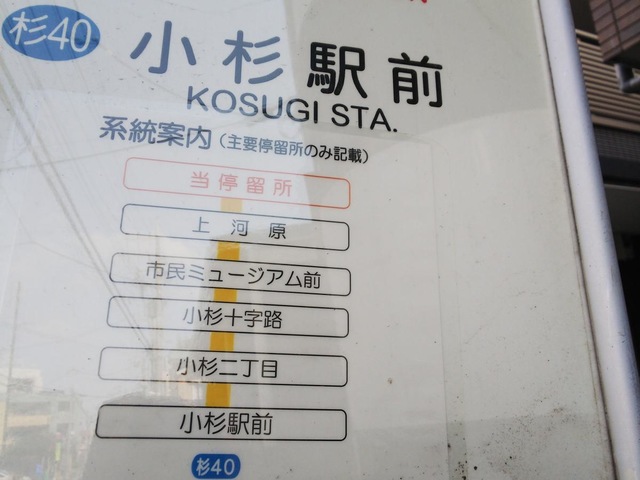 杉40
小杉駅前
KOSUGI STA.
系統案内（主要停留所のみ記載）
当停留所
上河原
市民ミュージアム前
小杉十字路
小杉二丁目
小杉駅前
杉40